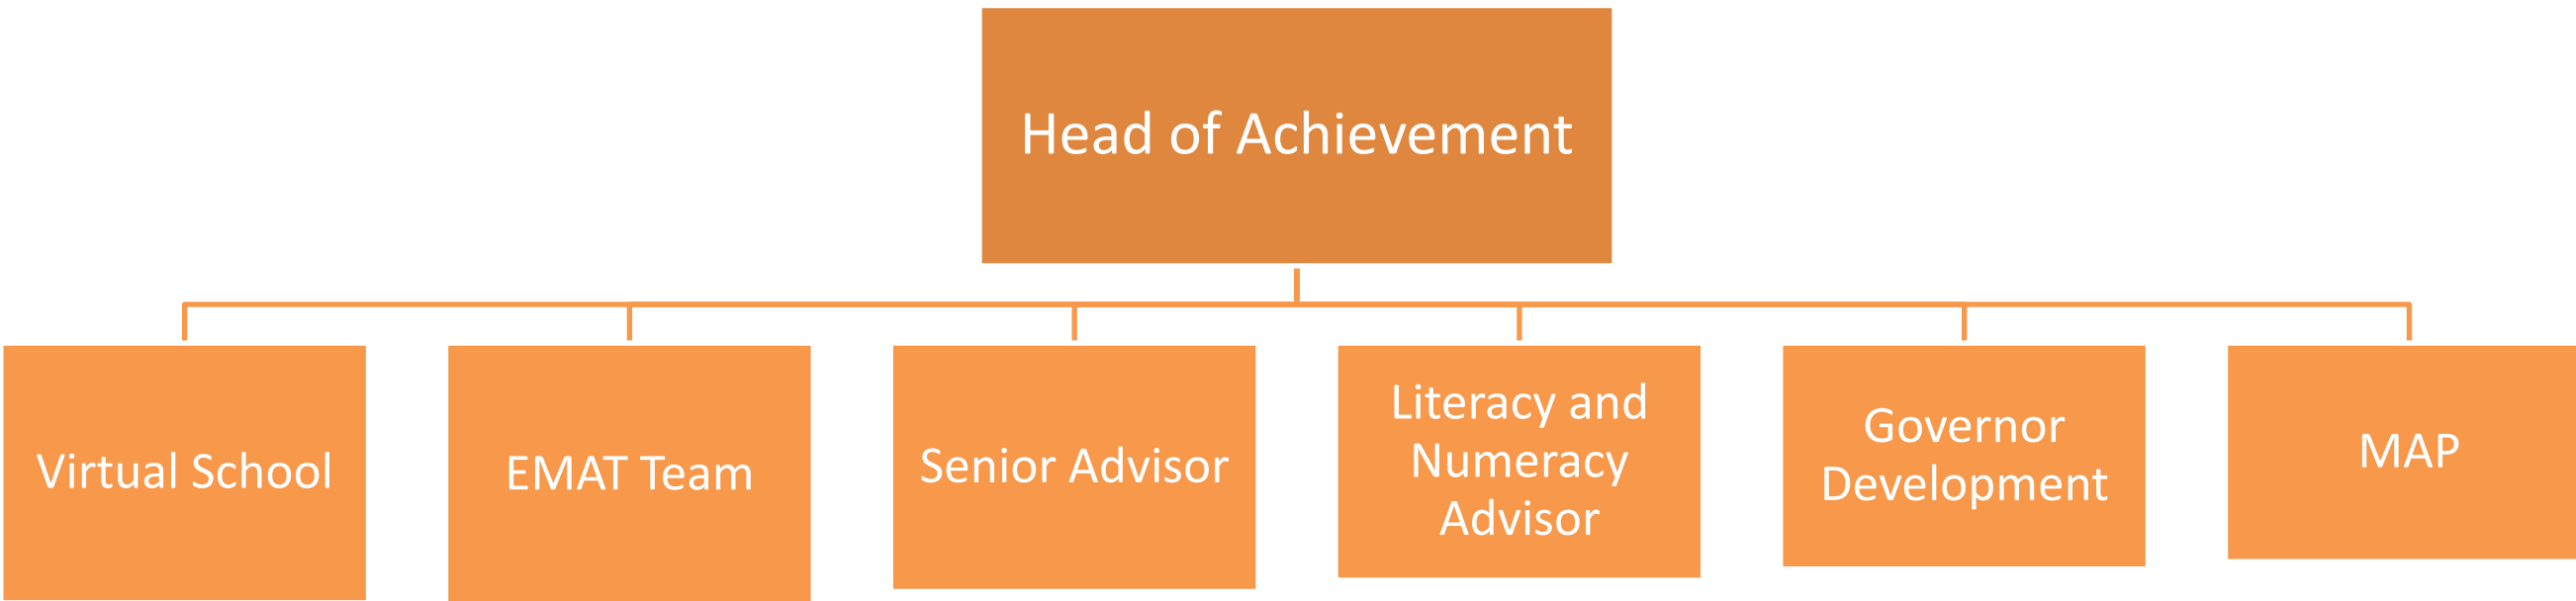 Head of Achievement
Virtual School
EMAT Team
Senior Advisor
Literacy and
Numeracy
Advisor
Governor
Development
MAP